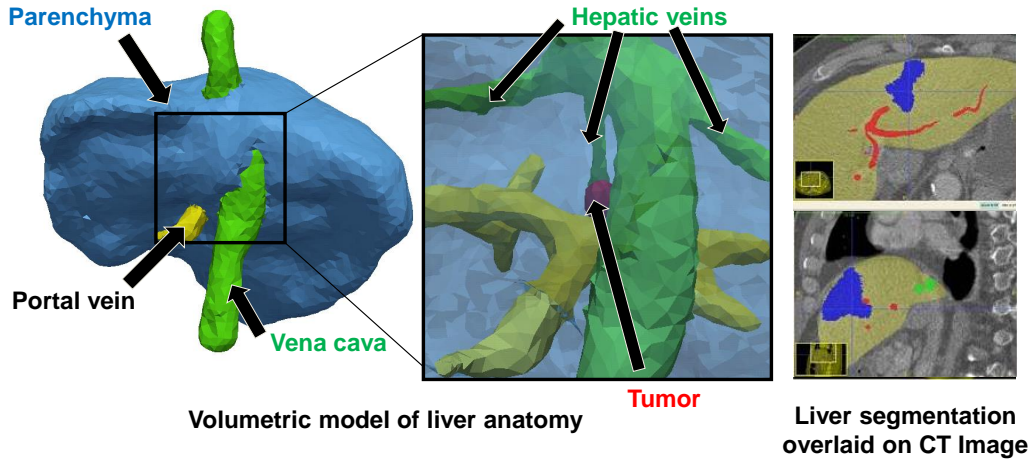 Parenchyma
Hepatic veins
Portal vein
Vena cava
Tumor
Volumetric model of liver anatomy
Liver segmentation
overlaid on CT Image